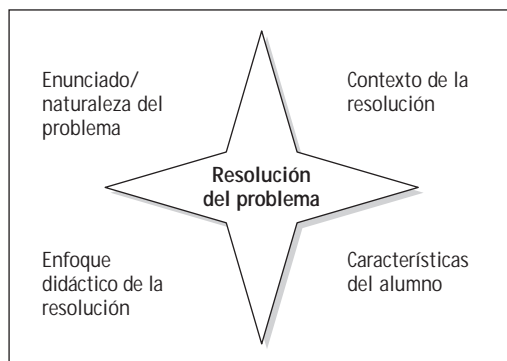 Enunciado/
naturaleza del
problema
Contexto de la
resolución
Resolución
del problema
Enfoque
didáctico de la
resolución
Características
del alumno